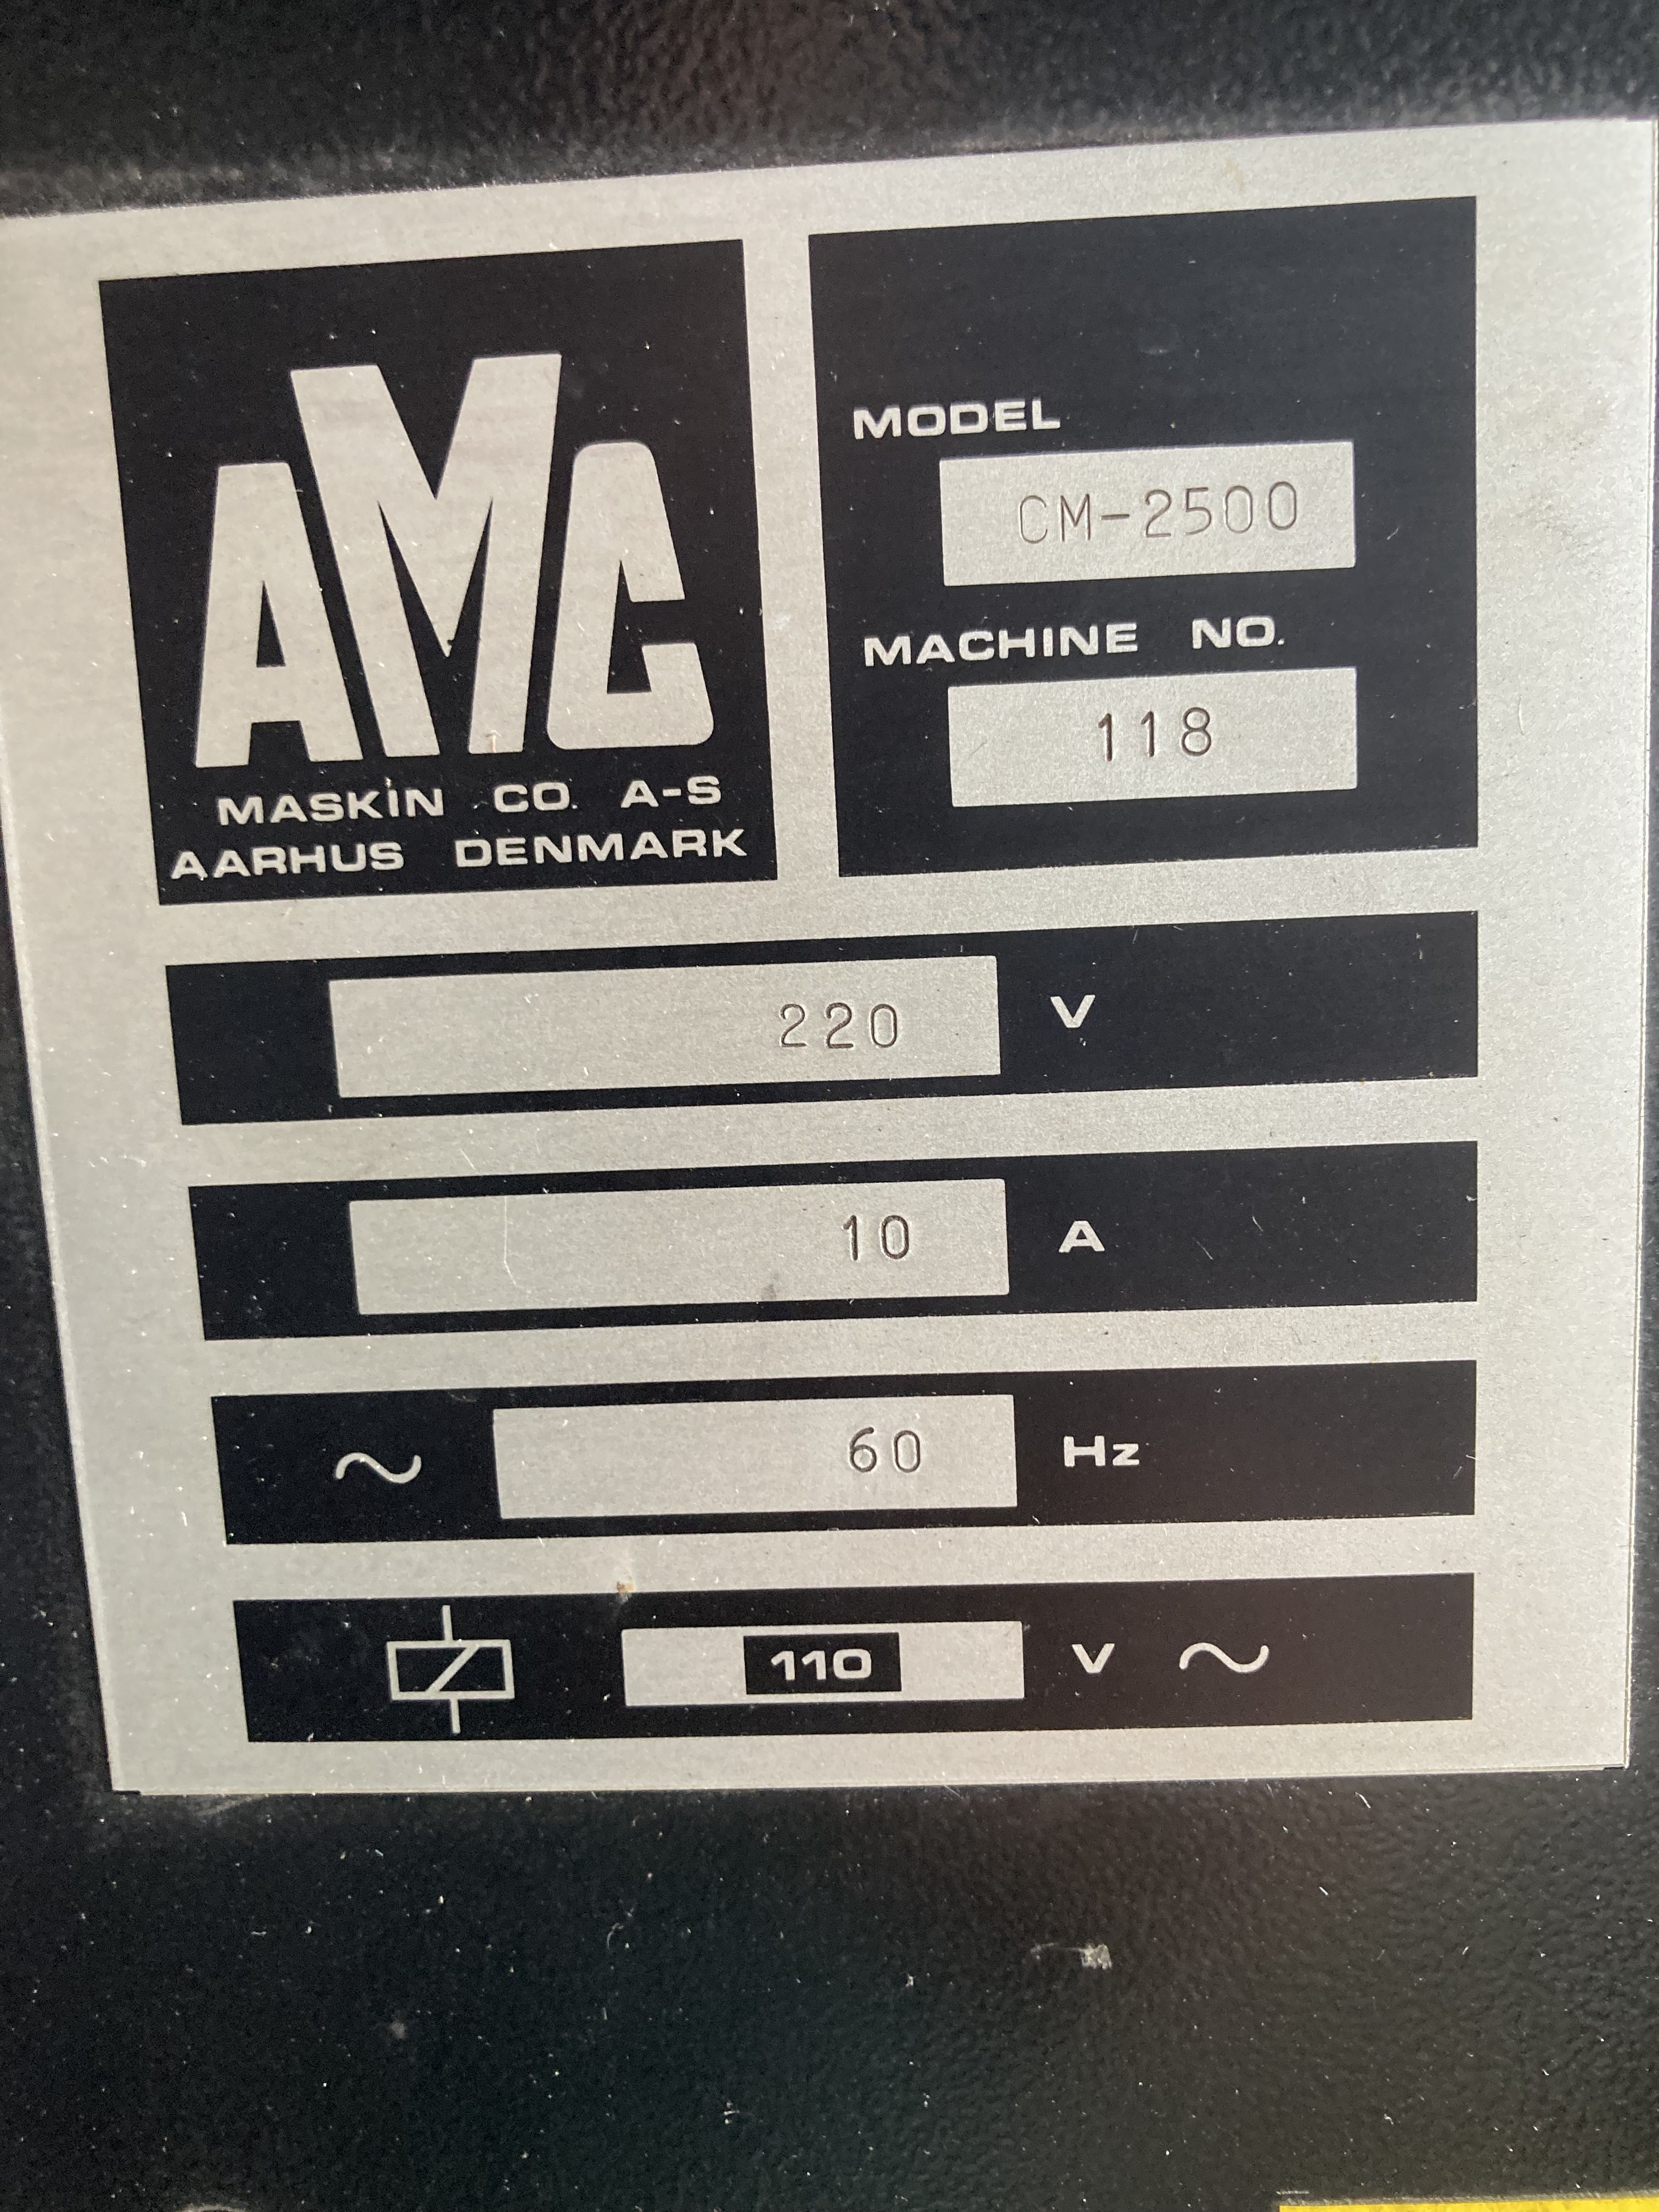 AMC
MASKIN CO. A-S
AARHUS DENMARK
MODEL
CM-2500
MACHINE NO.
118
220 V
10 A
~ 60 Hz
110 V ~